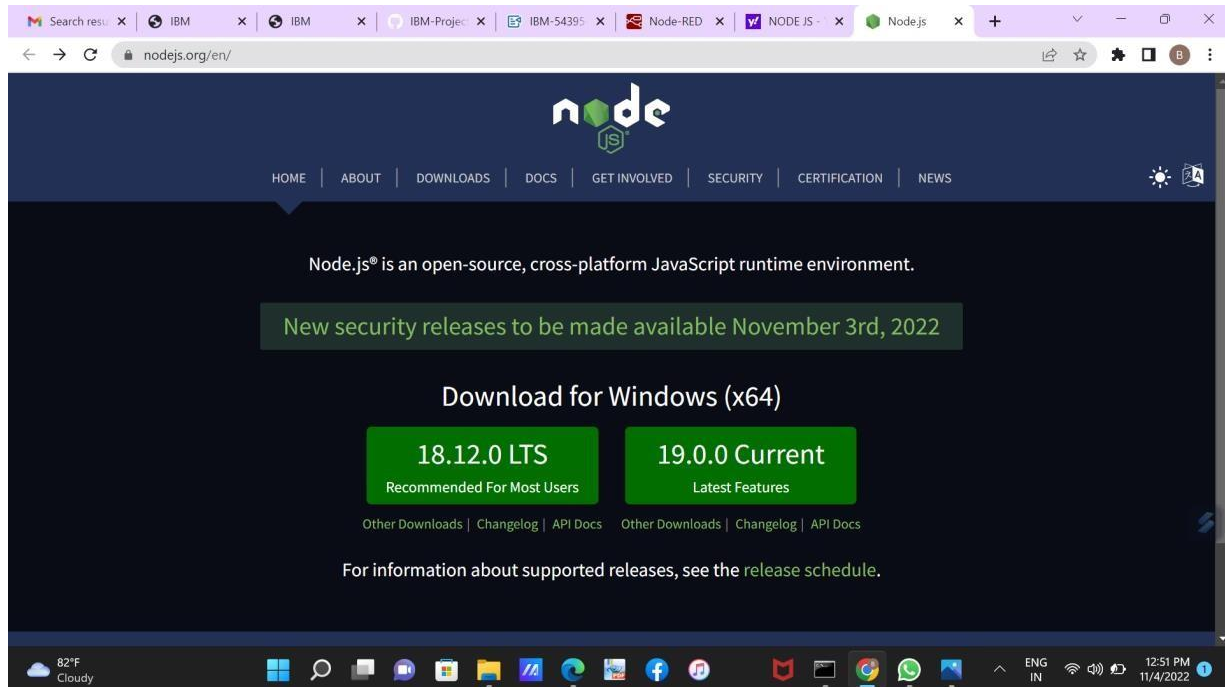 Search resu
IBM
IBM
IBM-Projec
IBM-54395
Node-RED
NODE JS -
Node.js
nodejs.org/en/
B
node
JS
HOME | ABOUT | DOWNLOADS | DOCS | GET INVOLVED | SECURITY | CERTIFICATION | NEWS
Node.js® is an open-source, cross-platform JavaScript runtime environment.
New security releases to be made available November 3rd, 2022
Download for Windows (x64)
18.12.0 LTS
Recommended For Most Users
19.0.0 Current
Latest Features
Other Downloads | Changelog | API Docs
Other Downloads | Changelog | API Docs
For information about supported releases, see the release schedule.
82°F
Cloudy
ENG
IN
12:51 PM
11/4/2022
1